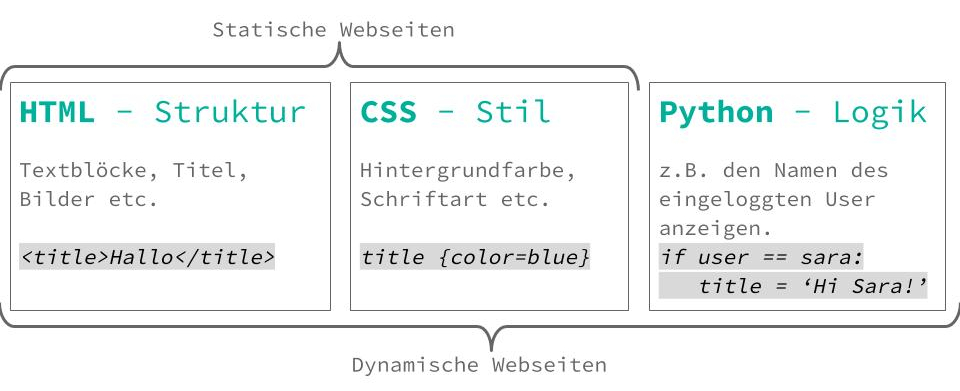 Statische Webseiten
HTML – Struktur
Textblöcke, Titel,
Bilder etc.
<title>Hallo</title>
CSS – Stil
Hintergrundfarbe,
Schriftart etc.
title {color=blue}
Python – Logik
z.B. den Namen des
eingeloggten User
anzeigen.
if user == sara:
   title = ‘Hi Sara!’
Dynamische Webseiten